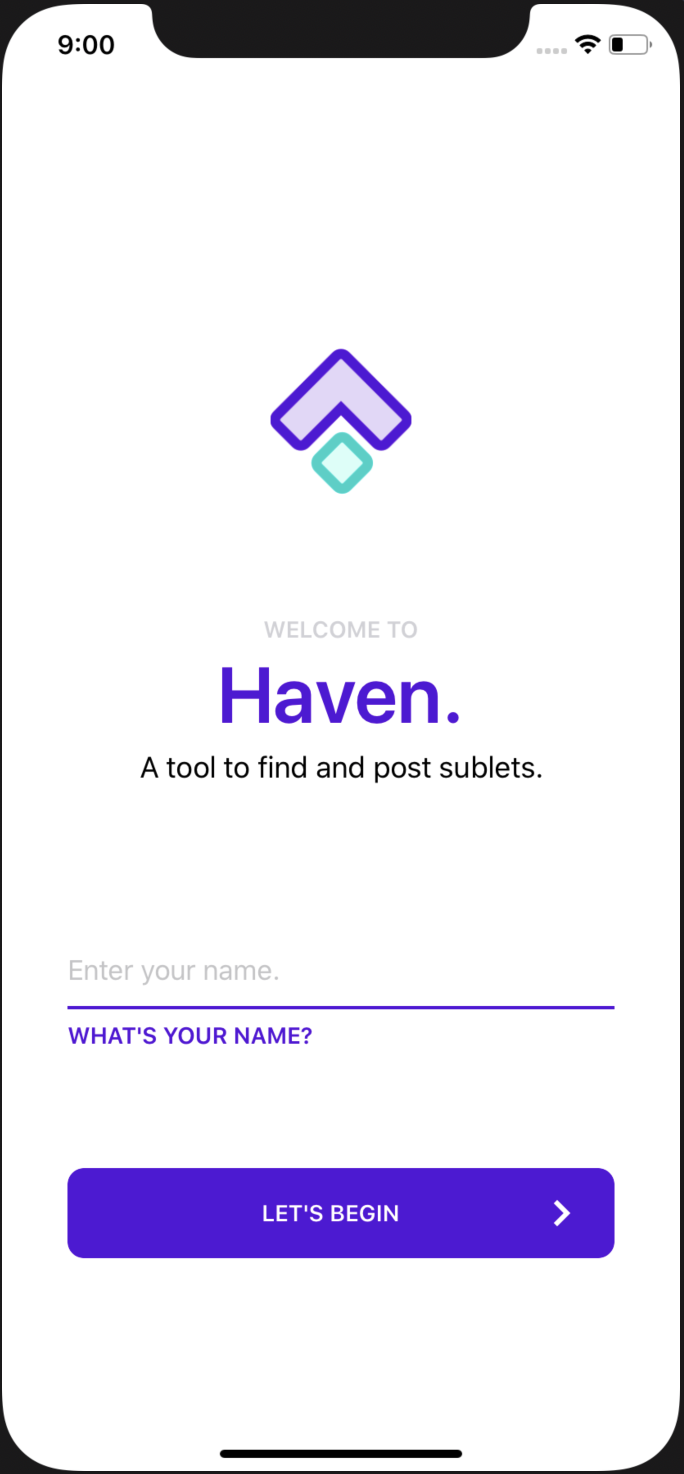 9:00
WELCOME TO
Haven.
A tool to find and post sublets.
Enter your name.
WHAT'S YOUR NAME?
LET'S BEGIN